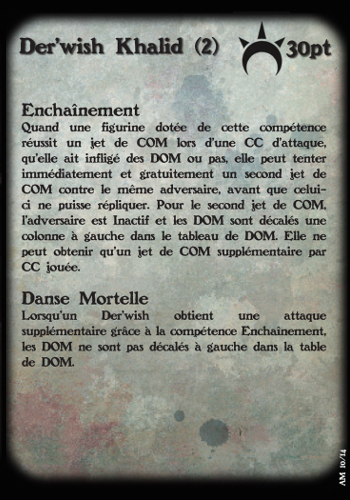 Der'wish Khalid (2) 30pt
Enchaînement
Quand une figurine dotée de cette compétence
réussit un jet de COM lors d'une CC d'attaque,
qu'elle ait infligé des DOM ou pas, elle peut tenter
immédiatement et gratuitement un second jet de
COM contre le même adversaire, avant que celui-
ci ne puisse répliquer. Pour le second jet de COM,
l'adversaire est Inactif et les DOM sont décalés une
colonne à gauche dans le tableau de DOM. Elle ne
peut obtenir qu'un jet de COM supplémentaire par
CC jouée.
Danse Mortelle
Lorsqu'un Der'wish obtient une attaque
supplémentaire grâce à la compétence Enchaînement,
les DOM ne sont pas décalés à gauche dans la table
de DOM.
AM 10/14